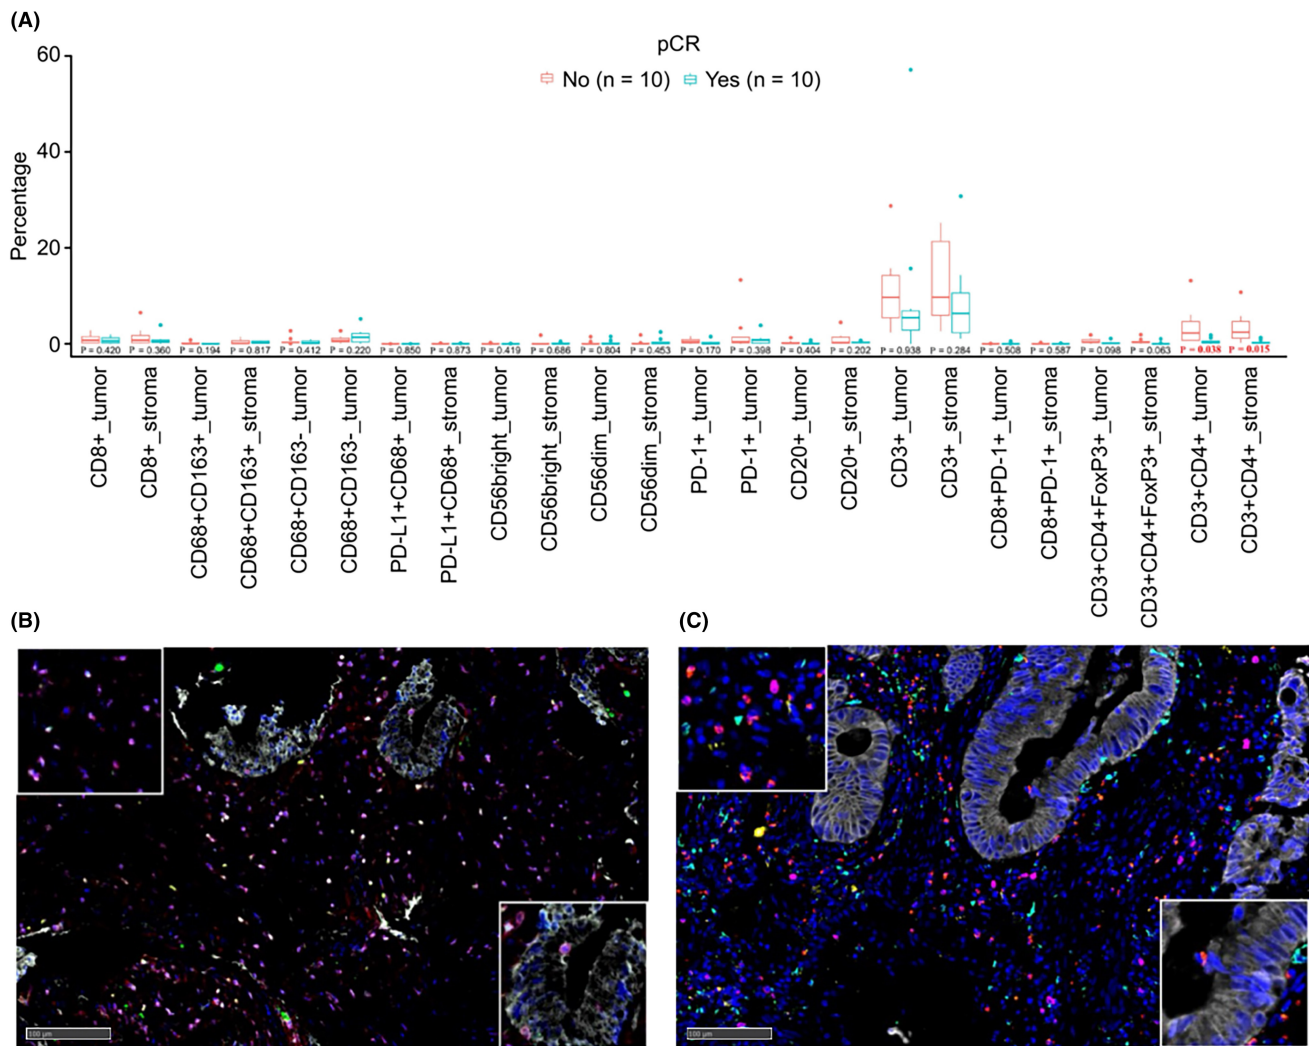 (A)
pCR
No (n = 10) Yes (n = 10)
Percentage
60
40
20
0
P = 0.420 P = 0.360 P = 0.194 P = 0.817 P = 0.412 P = 0.220 P = 0.850 P = 0.873 P = 0.419 P = 0.686 P = 0.804 P = 0.453 P = 0.170 P = 0.398 P = 0.404 P = 0.202 P = 0.938 P = 0.284 P = 0.508 P = 0.587 P = 0.098 P = 0.063 P = 0.038 P = 0.015
CD8+_tumor
CD8+_stroma
CD68+CD163+_tumor
CD68+CD163+_stroma
CD68+CD163-_tumor
CD68+CD163-_tumor
PD-L1+CD68+_tumor
PD-L1+CD68+_stroma
CD56bright_tumor
CD56bright_stroma
CD56dim_tumor
CD56dim_stroma
PD-1+_tumor
PD-1+_tumor
CD20+_tumor
CD20+_stroma
CD3+_tumor
CD3+_stroma
CD8+PD-1+_tumor
CD8+PD-1+_stroma
CD3+CD4+FoxP3+_tumor
CD3+CD4+FoxP3+_stroma
CD3+CD4+_tumor
CD3+CD4+_stroma
(B)
(C)
100 µm
100 µm